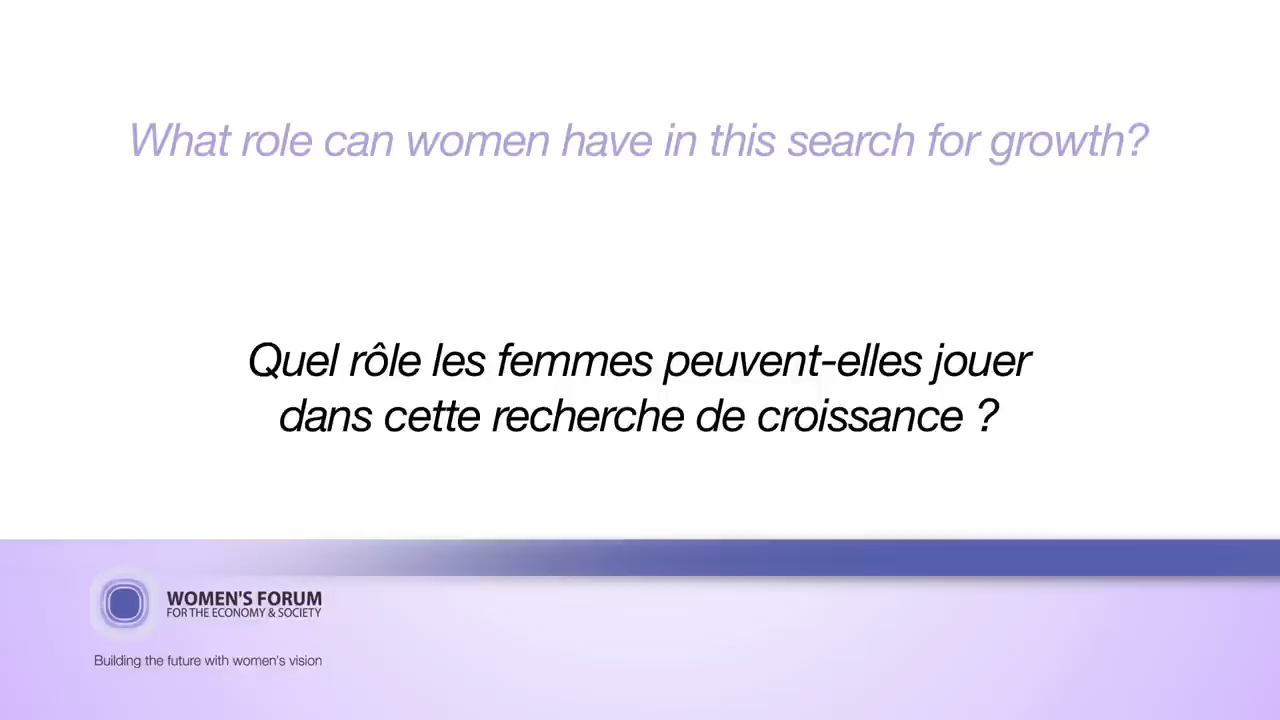 What role can women have in this search for growth?
Quel rôle les femmes peuvent-elles jouer
dans cette recherche de croissance ?
WOMEN'S FORUM
FOR THE ECONOMY & SOCIETY
Building the future with women's vision